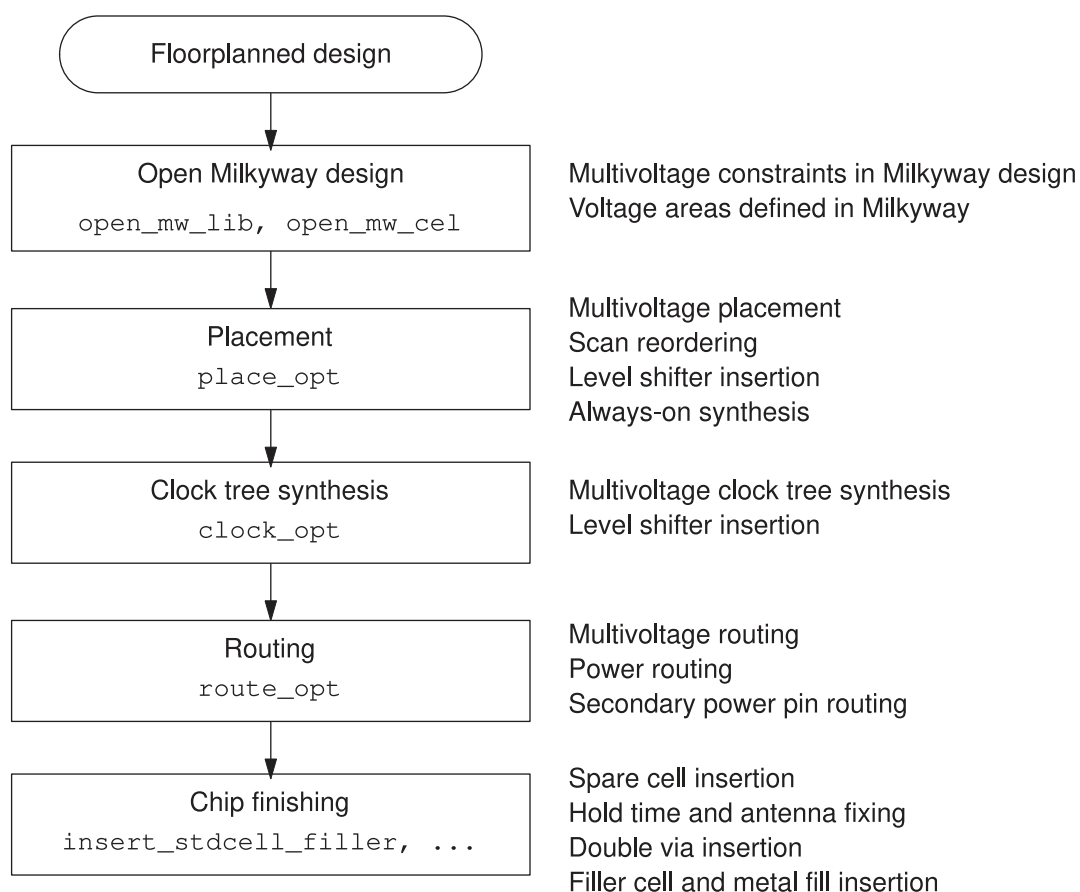 Floorplanned design
Open Milkyway design
open_mw_lib, open_mw_cel
Multivoltage constraints in Milkyway design
Voltage areas defined in Milkyway
Placement
place_opt
Multivoltage placement
Scan reordering
Level shifter insertion
Always-on synthesis
Clock tree synthesis
clock_opt
Multivoltage clock tree synthesis
Level shifter insertion
Routing
route_opt
Multivoltage routing
Power routing
Secondary power pin routing
Chip finishing
insert_stdcell_filler, ...
Spare cell insertion
Hold time and antenna fixing
Double via insertion
Filler cell and metal fill insertion